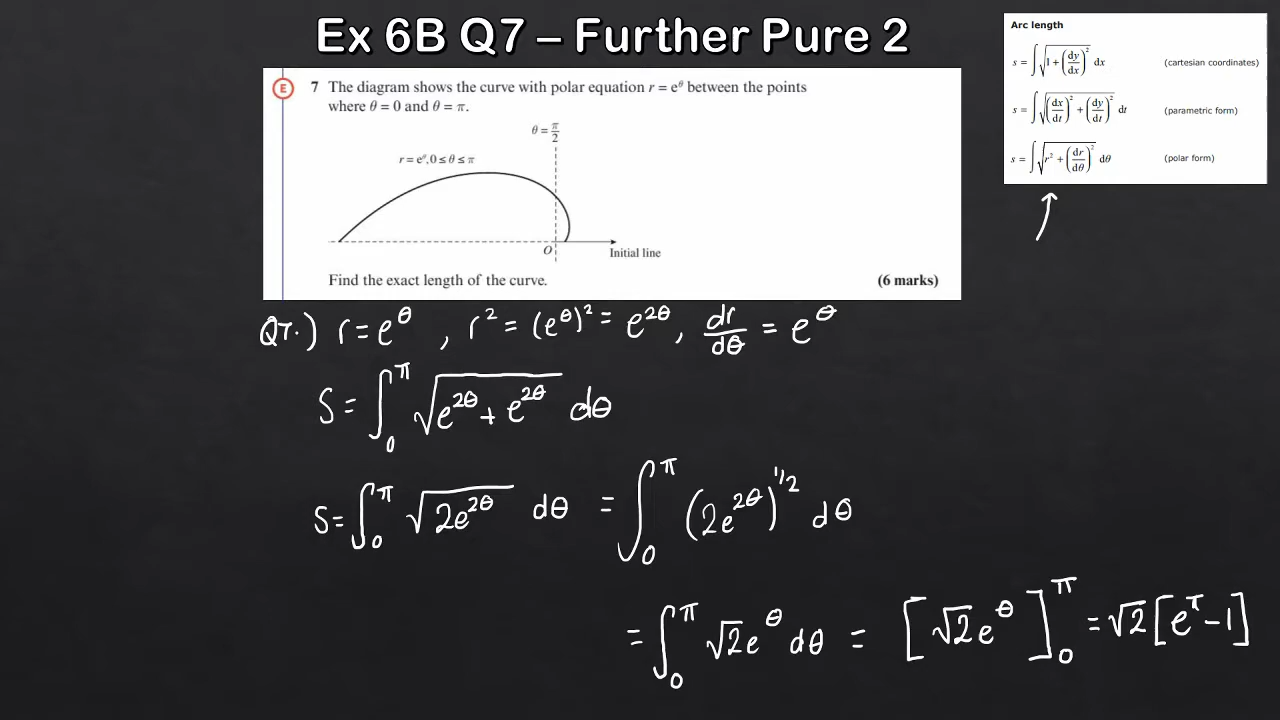 Ex 6B Q7 – Further Pure 2
Arc length
s = ∫ √(1 + (dy/dx)²) dx (cartesian coordinates)
s = ∫ √((dx/dt)² + (dy/dt)²) dt (parametric form)
s = ∫ √(r² + (dr/dθ)²) dθ (polar form)
E 7 The diagram shows the curve with polar equation r = e^θ between the points
where θ = 0 and θ = π.
θ = π/2
r = e^θ, 0 ≤ θ ≤ π
O
Initial line
Find the exact length of the curve. (6 marks)
Q7.) r = e^θ , r² = (e^θ)² = e^2θ, dr/dθ = e^θ
S = ∫₀^π √(e^2θ + e^2θ) dθ
S = ∫₀^π √(2e^2θ) dθ = ∫₀^π (2e^2θ)^1/2 dθ
= ∫₀^π √2e^θ dθ = [√2e^θ]₀^π = √2[e^π − 1]